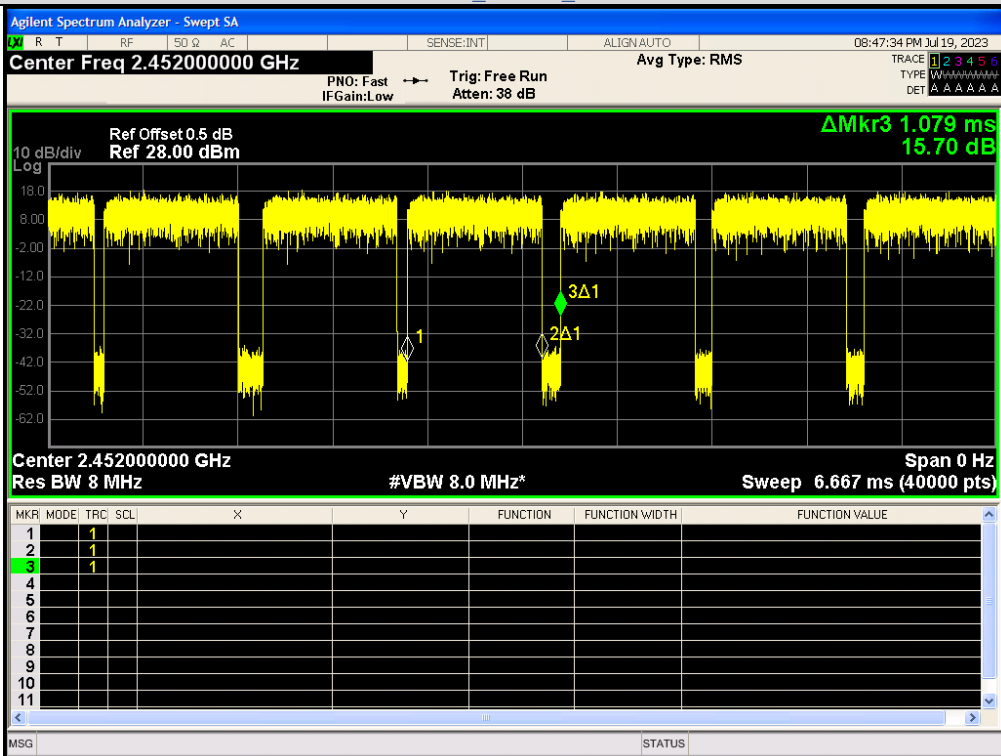 Agilent Spectrum Analyzer - Swept SA
LXI R T RF 50 Ω AC SENSE:INT ALIGNAUTO 08:47:34 PM Jul 19, 2023
Center Freq 2.452000000 GHz
Avg Type: RMS
TRACE 1 2 3 4 5 6
TYPE WWWWWW
DET A A A A A A
PNO: Fast
IFGain:Low
Trig: Free Run
Atten: 38 dB
ΔMkr3 1.079 ms
15.70 dB
Ref Offset 0.5 dB
10 dB/div Ref 28.00 dBm
Log
18.0
8.00
-2.00
-12.0
-22.0
-32.0
-42.0
-52.0
-62.0
3Δ1
1
2Δ1
Center 2.452000000 GHz Span 0 Hz
Res BW 8 MHz #VBW 8.0 MHz* Sweep 6.667 ms (40000 pts)
MKR MODE TRC SCL X Y FUNCTION FUNCTION WIDTH FUNCTION VALUE
1 1
2 1
3 1
4
5
6
7
8
9
10
11
MSG STATUS